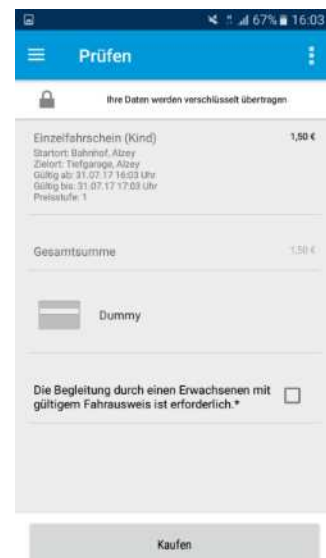 67% 16:03
Prüfen
Ihre Daten werden verschlüsselt übertragen
Einzelfahrschein (Kind) 1,50 €
Startort: Bahnhof, Alzey
Zielort: Tiefgarage, Alzey
Gültig ab: 31.07.17 16:03 Uhr
Gültig bis: 31.07.17 17:03 Uhr
Preisstufe: 1
Gesamtsumme 1,50 €
Dummy
Die Begleitung durch einen Erwachsenen mit
gültigem Fahrausweis ist erforderlich.*
Kaufen